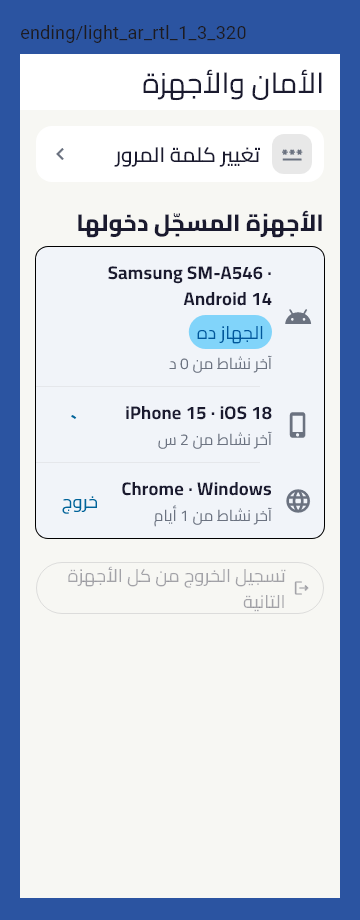 ending/light_ar_rtl_1_3_320
الأمان والأجهزة
تغيير كلمة المرور
الأجهزة المسجّل دخولها
Samsung SM-A546 ·
Android 14
الجهاز ده
آخر نشاط من 0 د
iPhone 15 · iOS 18
آخر نشاط من 2 س
Chrome · Windows
خروج
آخر نشاط من 1 أيام
تسجيل الخروج من كل الأجهزة
التانية